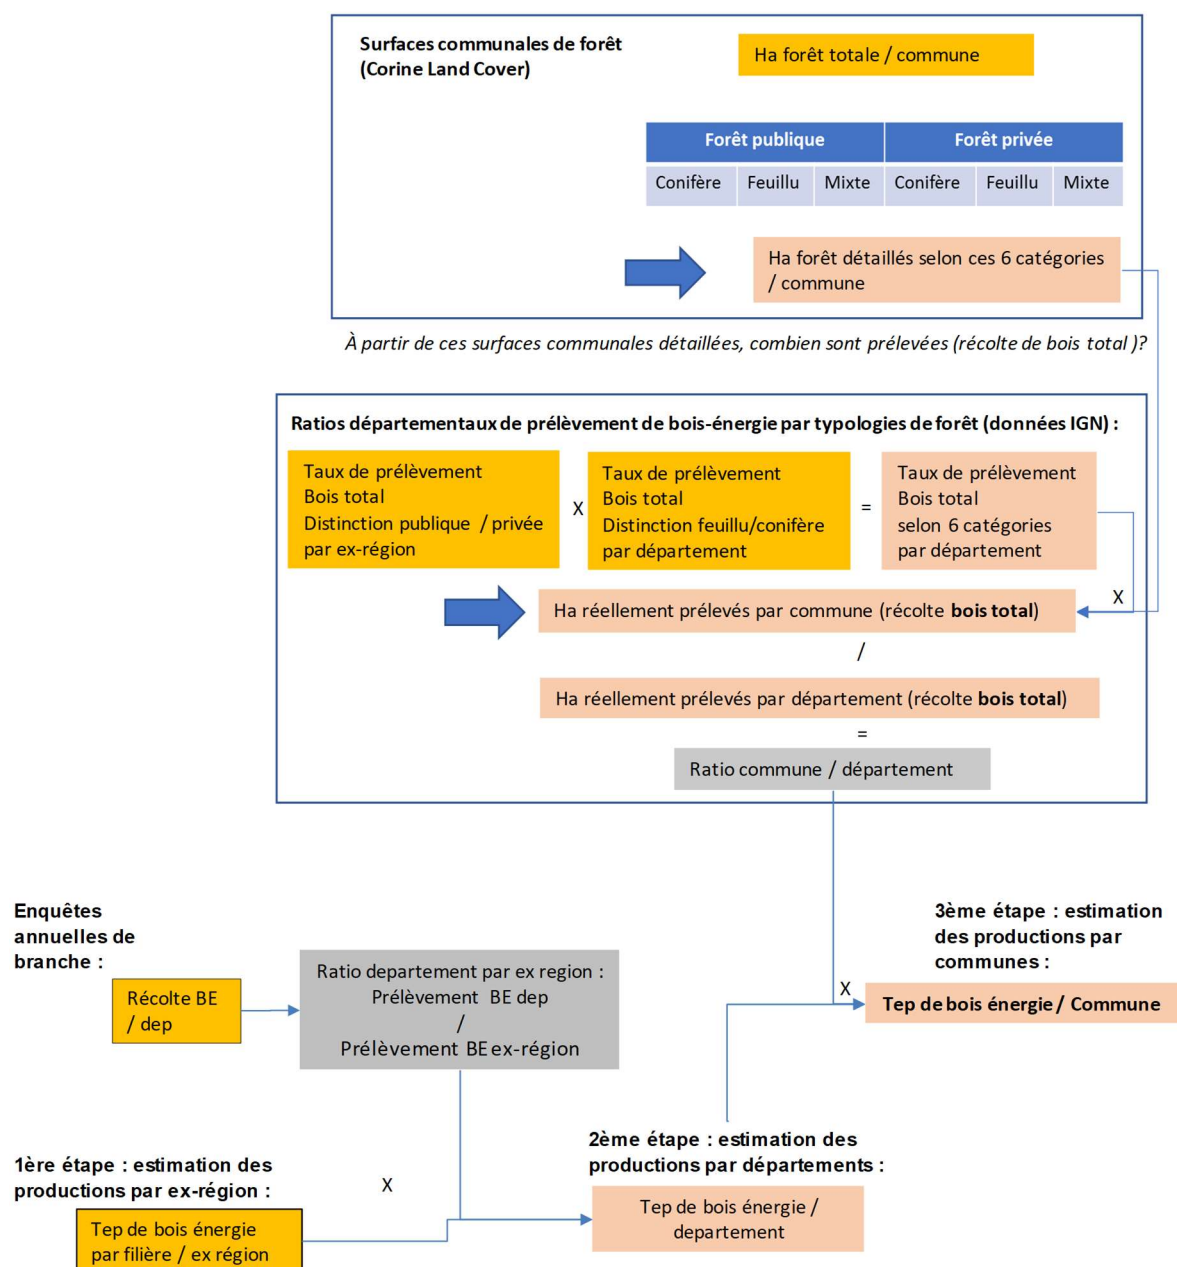 Surfaces communales de forêt
(Corine Land Cover)
Ha forêt totale / commune
Forêt publique
Forêt privée
Conifère
Feuillu
Mixte
Conifère
Feuillu
Mixte
Ha forêt détaillés selon ces 6 catégories
/ commune
À partir de ces surfaces communales détaillées, combien sont prélevées (récolte de bois total )?
Ratios départementaux de prélèvement de bois-énergie par typologies de forêt (données IGN) :
Taux de prélèvement
Bois total
Distinction publique / privée
par ex-région
X
Taux de prélèvement
Bois total
Distinction feuillu/conifère
par département
=
Taux de prélèvement
Bois total
selon 6 catégories
par département
X
Ha réellement prélevés par commune (récolte bois total)
/
Ha réellement prélevés par département (récolte bois total)
=
Ratio commune / département
Enquêtes
annuelles de
branche :
Récolte BE
/ dep
Ratio departement par ex region :
Prélèvement BE dep
/
Prélèvement BE ex-région
3ème étape : estimation
des productions par
communes :
X
Tep de bois énergie / Commune
1ère étape : estimation des
productions par ex-région :
X
Tep de bois énergie
par filière / ex région
2ème étape : estimation des
productions par départements :
Tep de bois énergie /
departement